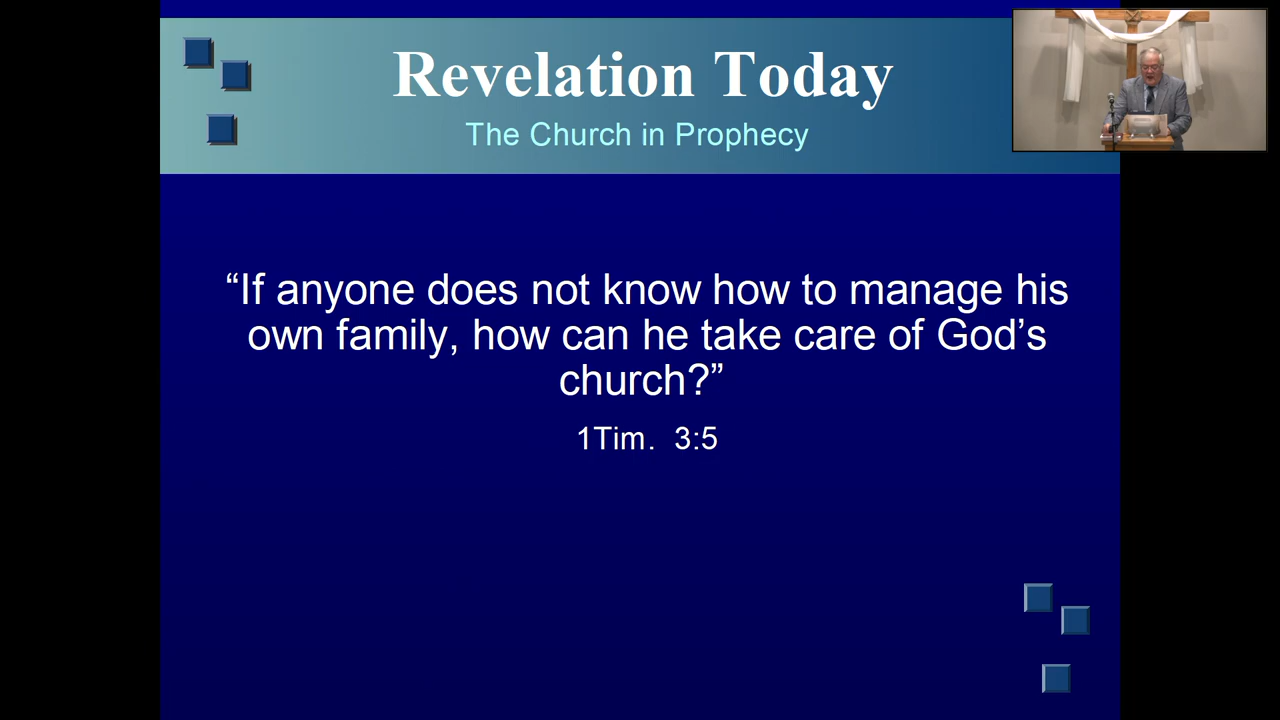 Revelation Today
The Church in Prophecy
“If anyone does not know how to manage his
own family, how can he take care of God’s
church?”
1Tim.  3:5